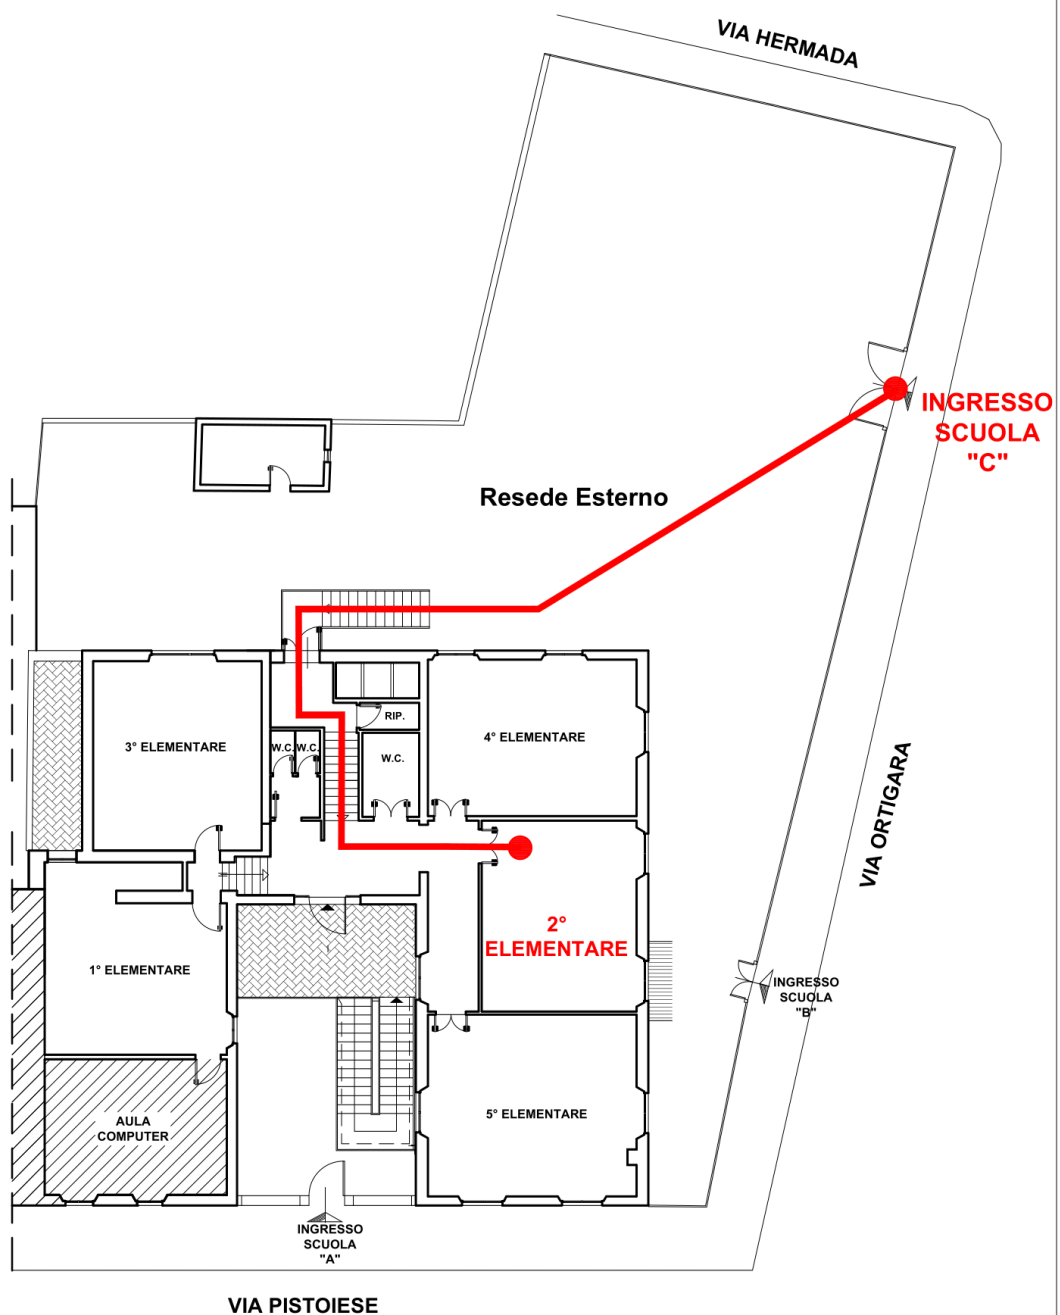 VIA HERMADA
INGRESSO
SCUOLA
"C"
Resede Esterno
RIP.
3° ELEMENTARE
W.C.
W.C.
W.C.
4° ELEMENTARE
VIA ORTIGARA
2°
ELEMENTARE
1° ELEMENTARE
INGRESSO
SCUOLA
"B"
AULA
COMPUTER
5° ELEMENTARE
INGRESSO
SCUOLA
"A"
VIA PISTOIESE